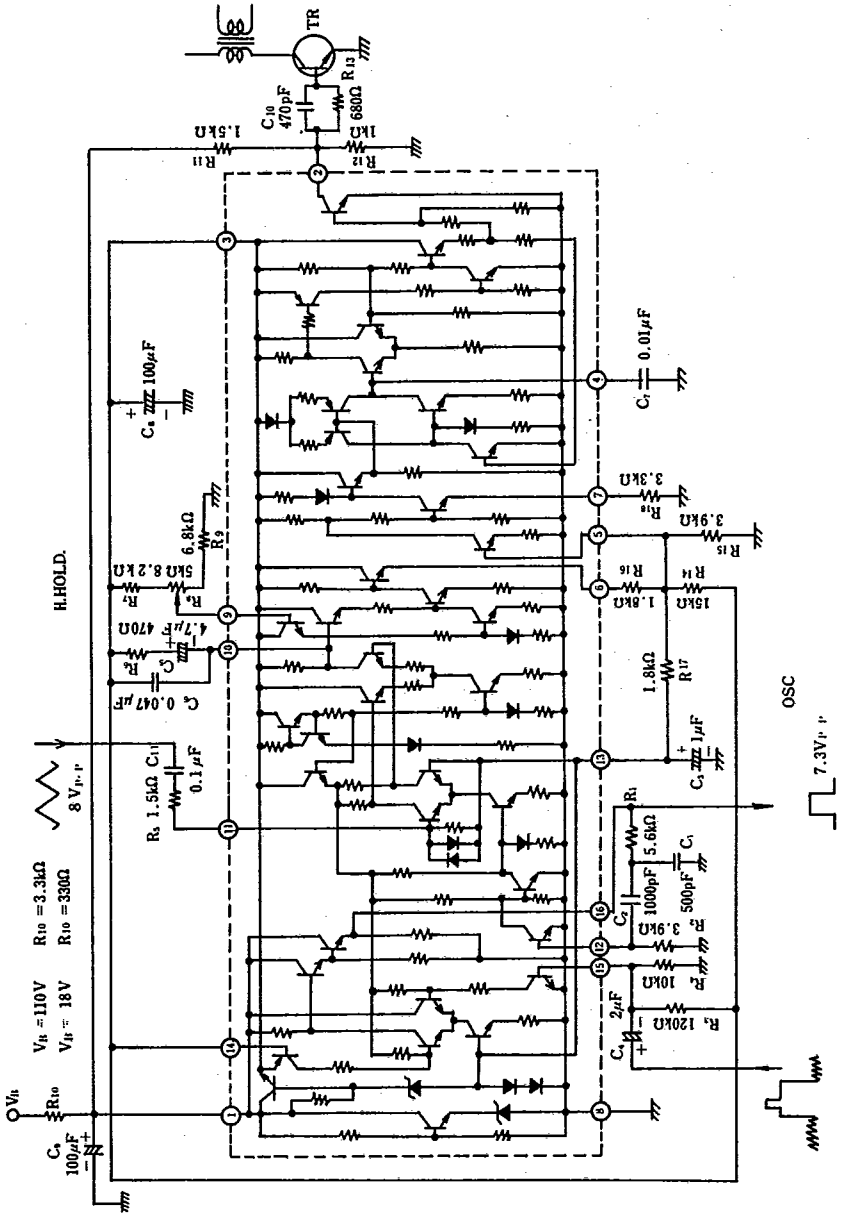 VB
R10
VB =110V R10 =3.3kΩ
VB = 18V R10 =330Ω
C9
100μF
+
-
8 VP-P
R3 1.5kΩ C11
0.1μF
H.HOLD.
C6 0.047μF
R6 470Ω
C5 4.7μF
R7 8.2kΩ
R8 5kΩ
6.8kΩ
R9
C8 100μF
+
-
R11 1.5kΩ
R12 1kΩ
C10
470pF
680Ω
R13
TR
1
14
11
10
9
3
2
8
15
12
16
13
6
5
7
4
C4 2μF
+
-
R5 120kΩ
10kΩ
R2 3.9kΩ
C2
1000pF
500pF
C1
5.6kΩ
R1
C3 1μF
+
-
1.8kΩ
R17
1.8kΩ R16
15kΩ R14
R15 3.9kΩ
R18 3.3kΩ
C7 0.01μF
OSC
7.3VP-P